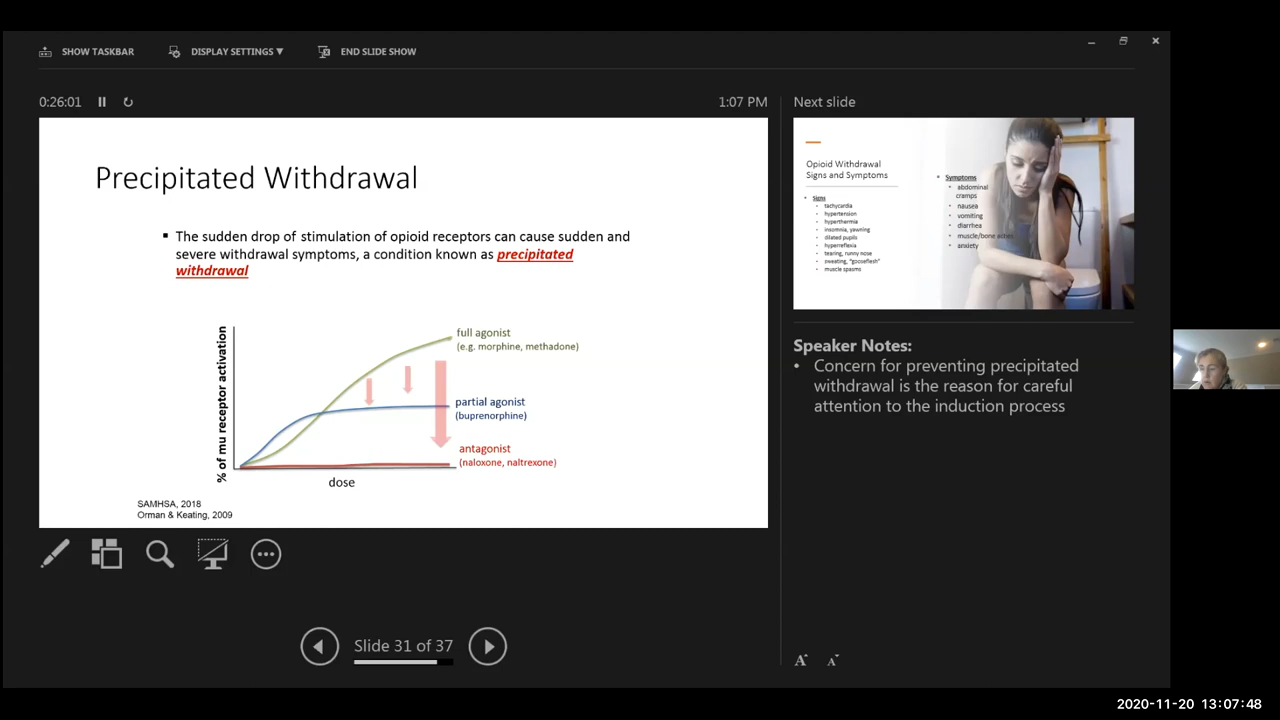 SHOW TASKBAR
DISPLAY SETTINGS ▼
END SLIDE SHOW
0:26:01
1:07 PM
Precipitated Withdrawal
▪ The sudden drop of stimulation of opioid receptors can cause sudden and
severe withdrawal symptoms, a condition known as precipitated
withdrawal
% of mu receptor activation
full agonist
(e.g. morphine, methadone)
partial agonist
(buprenorphine)
antagonist
(naloxone, naltrexone)
dose
SAMHSA, 2018
Orman & Keating, 2009
Slide 31 of 37
Next slide
Opioid Withdrawal
Signs and Symptoms
• Signs
• tachycardia
• hypertension
• hyperthermia
• insomnia, yawning
• dilated pupils
• hyperreflexia
• tearing, runny nose
• sweating, "gooseflesh"
• muscle spasms
• Symptoms
• abdominal
cramps
• nausea
• vomiting
• diarrhea
• muscle/bone aches
• anxiety
Speaker Notes:
• Concern for preventing precipitated
withdrawal is the reason for careful
attention to the induction process
A A
2020-11-20 13:07:48